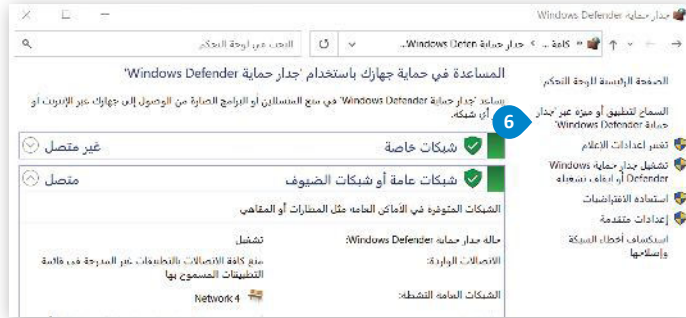 جدار حماية Windows Defender
كافة ... > جدار حماية Windows Defen...
البحث في لوحة التحكم
الصفحة الرئيسية للوحة التحكم
السماح لتطبيق أو ميزة عبر 'جدار
حماية Windows Defender'
6
تغيير إعدادات الإعلام
تشغيل جدار حماية Windows
Defender أو إيقاف تشغيله
استعادة الافتراضيات
إعدادات متقدمة
استكشاف أخطاء الشبكة
وإصلاحها
المساعدة في حماية جهازك باستخدام 'جدار حماية Windows Defender'
يساعد 'جدار حماية Windows Defender' في منع المتسللين أو البرامج الضارة من الوصول إلى جهازك عبر الإنترنت أو
أي شبكة.
شبكات خاصة
غير متصل
شبكات عامة أو شبكات الضيوف
متصل
الشبكات المتوفرة في الأماكن العامة مثل المطارات أو المقاهي
حالة جدار حماية Windows Defender:
تشغيل
الاتصالات الواردة:
منع كافة الاتصالات بالتطبيقات غير المدرجة في قائمة
التطبيقات المسموح بها
الشبكات العامة النشطة:
Network 4